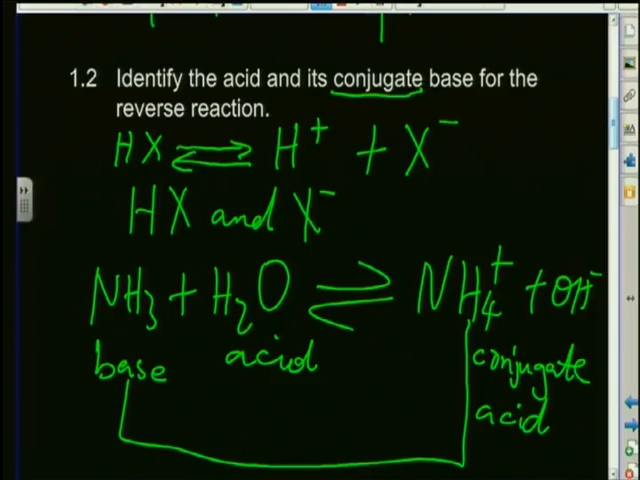 1.2 Identify the acid and its conjugate base for the
reverse reaction.
HX ⇌ H⁺ + X⁻
HX and X⁻
NH₃ + H₂O ⇌ NH₄⁺ + OH⁻
base acid conjugate
acid